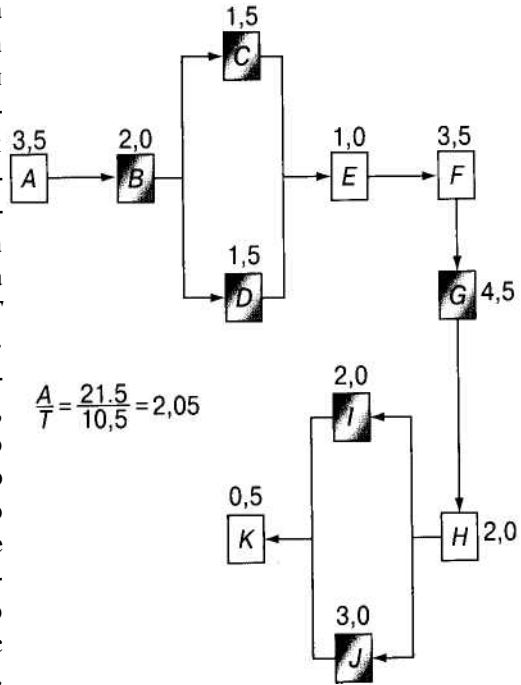 1,5
C
3,5
2,0
1,0
3,5
A
B
E
F
1,5
D
G 4,5
A/T = 21.5/10,5 = 2,05
2,0
I
0,5
K
H 2,0
3,0
J